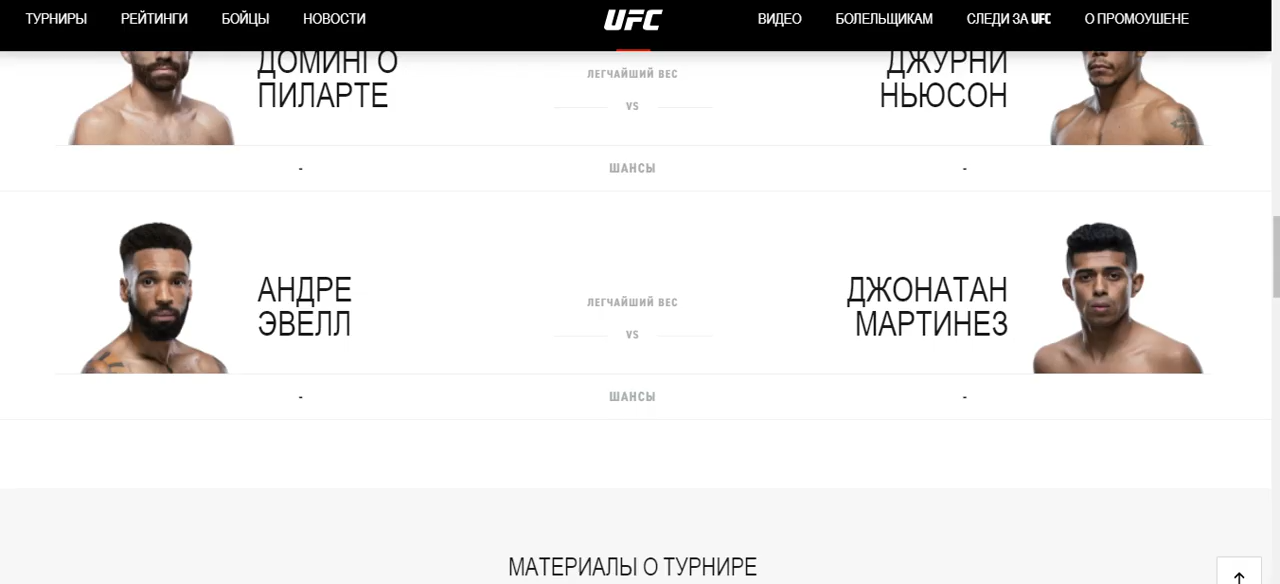 ТУРНИРЫ РЕЙТИНГИ БОЙЦЫ НОВОСТИ UFC ВИДЕО БОЛЕЛЬЩИКАМ СЛЕДИ ЗА UFC О ПРОМОУШЕНЕ
ДОМИНГО
ПИЛАРТЕ
ЛЕГЧАЙШИЙ ВЕС
VS
ДЖУРНИ
НЬЮСОН
- ШАНСЫ -
АНДРЕ
ЭВЕЛЛ
ЛЕГЧАЙШИЙ ВЕС
VS
ДЖОНАТАН
МАРТИНЕЗ
- ШАНСЫ -
МАТЕРИАЛЫ О ТУРНИРЕ